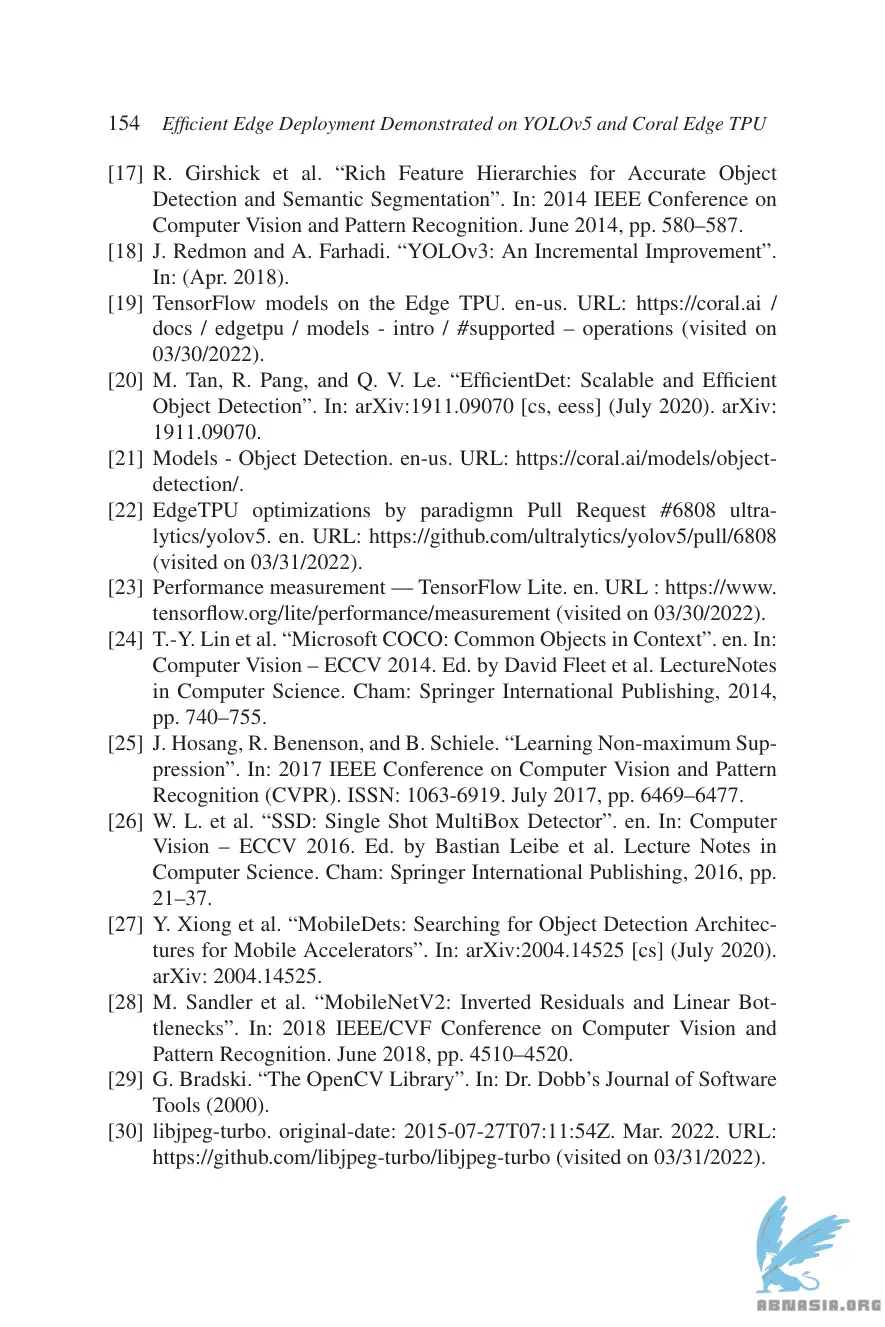 154 Efficient Edge Deployment Demonstrated on YOLOv5 and Coral Edge TPU
[17] R. Girshick et al. “Rich Feature Hierarchies for Accurate Object
Detection and Semantic Segmentation”. In: 2014 IEEE Conference on
Computer Vision and Pattern Recognition. June 2014, pp. 580–587.
[18] J. Redmon and A. Farhadi. “YOLOv3: An Incremental Improvement”.
In: (Apr. 2018).
[19] TensorFlow models on the Edge TPU. en-us. URL: https://coral.ai /
docs / edgetpu / models - intro / #supported – operations (visited on
03/30/2022).
[20] M. Tan, R. Pang, and Q. V. Le. “EfficientDet: Scalable and Efficient
Object Detection”. In: arXiv:1911.09070 [cs, eess] (July 2020). arXiv:
1911.09070.
[21] Models - Object Detection. en-us. URL: https://coral.ai/models/object-
detection/.
[22] EdgeTPU optimizations by paradigmn Pull Request #6808 ultra-
lytics/yolov5. en. URL: https://github.com/ultralytics/yolov5/pull/6808
(visited on 03/31/2022).
[23] Performance measurement — TensorFlow Lite. en. URL : https://www.
tensorflow.org/lite/performance/measurement (visited on 03/30/2022).
[24] T.-Y. Lin et al. “Microsoft COCO: Common Objects in Context”. en. In:
Computer Vision – ECCV 2014. Ed. by David Fleet et al. LectureNotes
in Computer Science. Cham: Springer International Publishing, 2014,
pp. 740–755.
[25] J. Hosang, R. Benenson, and B. Schiele. “Learning Non-maximum Sup-
pression”. In: 2017 IEEE Conference on Computer Vision and Pattern
Recognition (CVPR). ISSN: 1063-6919. July 2017, pp. 6469–6477.
[26] W. L. et al. “SSD: Single Shot MultiBox Detector”. en. In: Computer
Vision – ECCV 2016. Ed. by Bastian Leibe et al. Lecture Notes in
Computer Science. Cham: Springer International Publishing, 2016, pp.
21–37.
[27] Y. Xiong et al. “MobileDets: Searching for Object Detection Architec-
tures for Mobile Accelerators”. In: arXiv:2004.14525 [cs] (July 2020).
arXiv: 2004.14525.
[28] M. Sandler et al. “MobileNetV2: Inverted Residuals and Linear Bot-
tlenecks”. In: 2018 IEEE/CVF Conference on Computer Vision and
Pattern Recognition. June 2018, pp. 4510–4520.
[29] G. Bradski. “The OpenCV Library”. In: Dr. Dobb’s Journal of Software
Tools (2000).
[30] libjpeg-turbo. original-date: 2015-07-27T07:11:54Z. Mar. 2022. URL:
https://github.com/libjpeg-turbo/libjpeg-turbo (visited on 03/31/2022).
ABNASIA.ORG